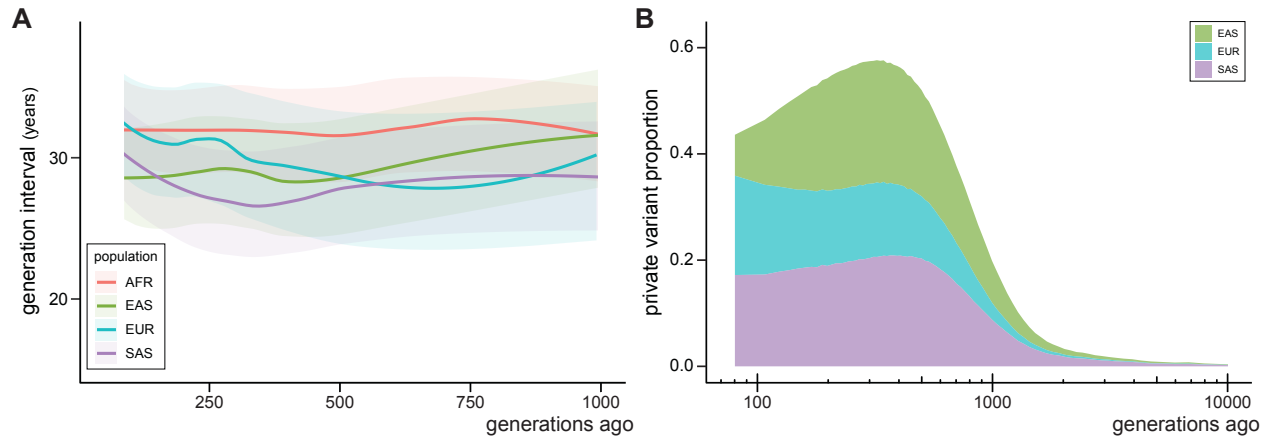 A
generation interval (years)
30
20
population
AFR
EAS
EUR
SAS
250
500
750
1000
generations ago
B
private variant proportion
0.6
0.4
0.2
0.0
EAS
EUR
SAS
100
1000
10000
generations ago